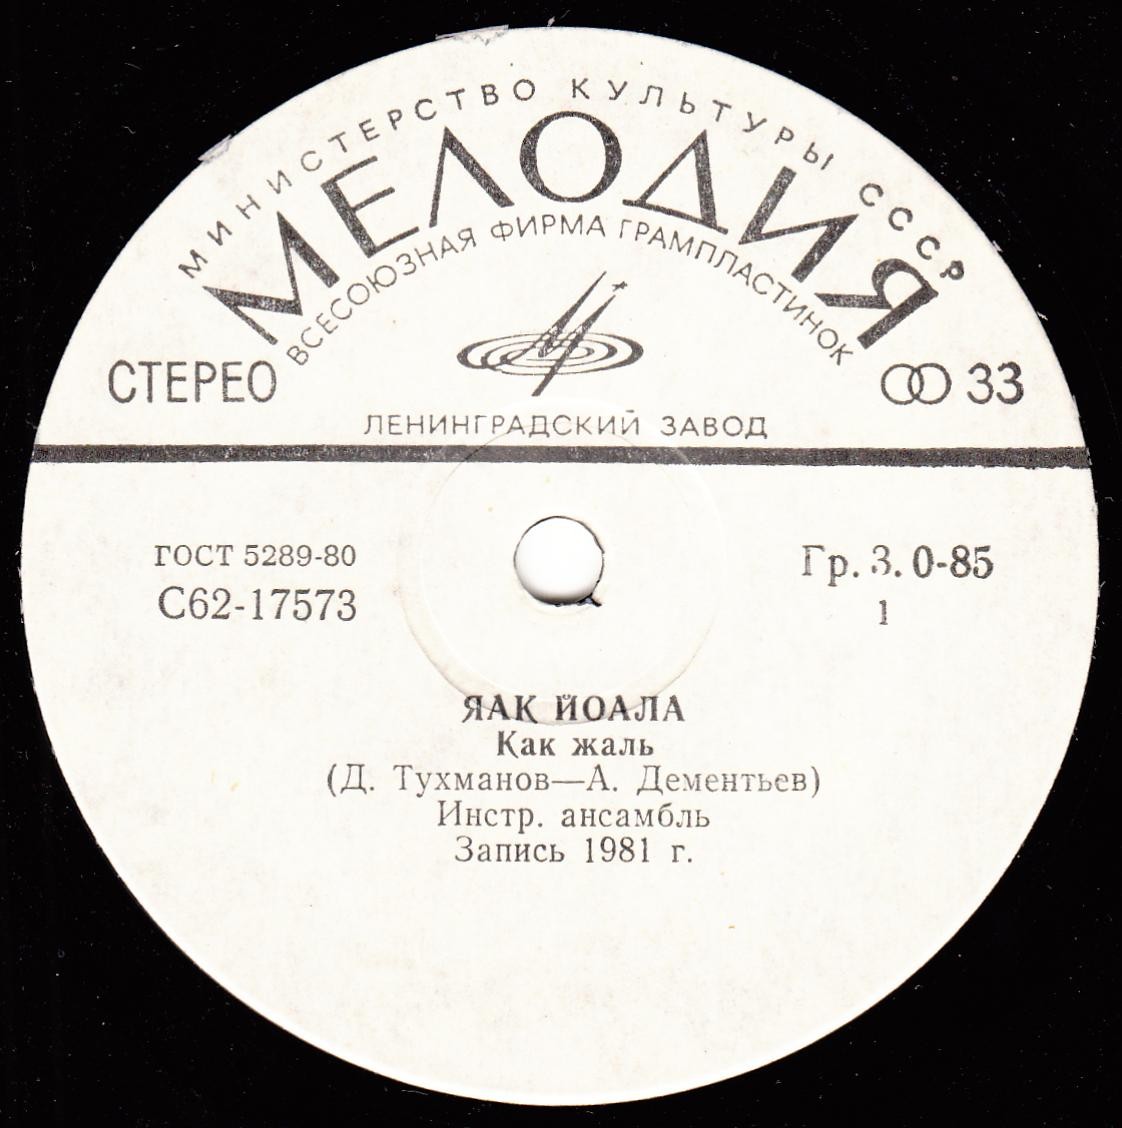 МИНИСТЕРСТВО КУЛЬТУРЫ СССР
МЕЛОДИЯ
ВСЕСОЮЗНАЯ ФИРМА ГРАМПЛАСТИНОК
СТЕРЕО
33
ЛЕНИНГРАДСКИЙ ЗАВОД
ГОСТ 5289-80
Гр. 3. 0-85
С62-17573
1
ЯАК ЙОАЛА
Как жаль
(Д. Тухманов—А. Дементьев)
Инстр. ансамбль
Запись 1981 г.